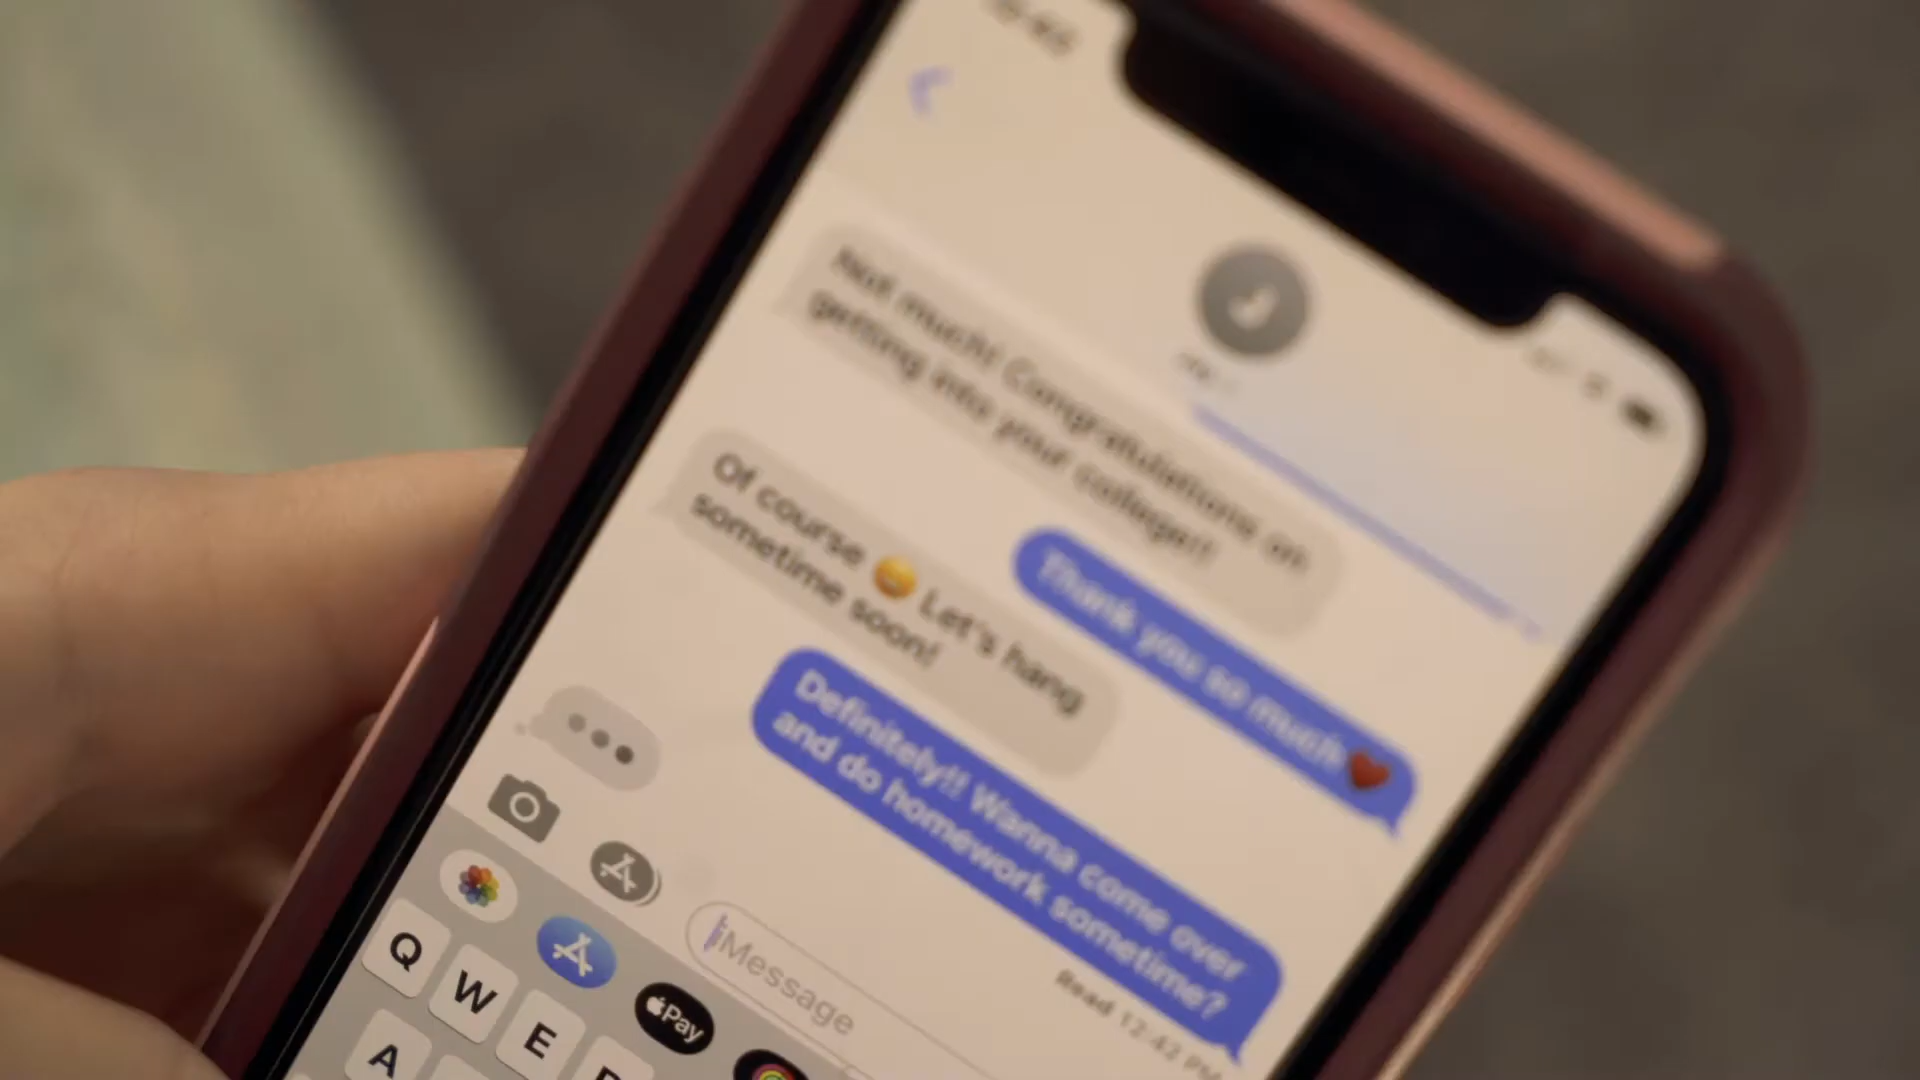 Not much! Congratulations on
getting into your college!!
Thank you so much❤️
Of course 😄 Let's hang
sometime soon!
Definitely!! Wanna come over
and do homework sometime?
Read 12:42 PM
iMessage
Pay
Q W E
A
J